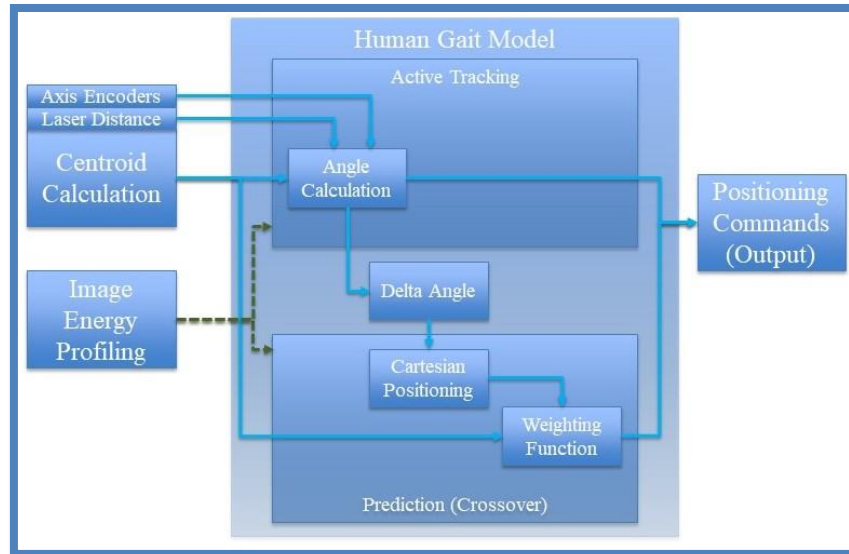 Human Gait Model
Active Tracking
Axis Encoders
Laser Distance
Centroid
Calculation
Angle
Calculation
Positioning
Commands
(Output)
Image
Energy
Profiling
Delta Angle
Cartesian
Positioning
Weighting
Function
Prediction (Crossover)